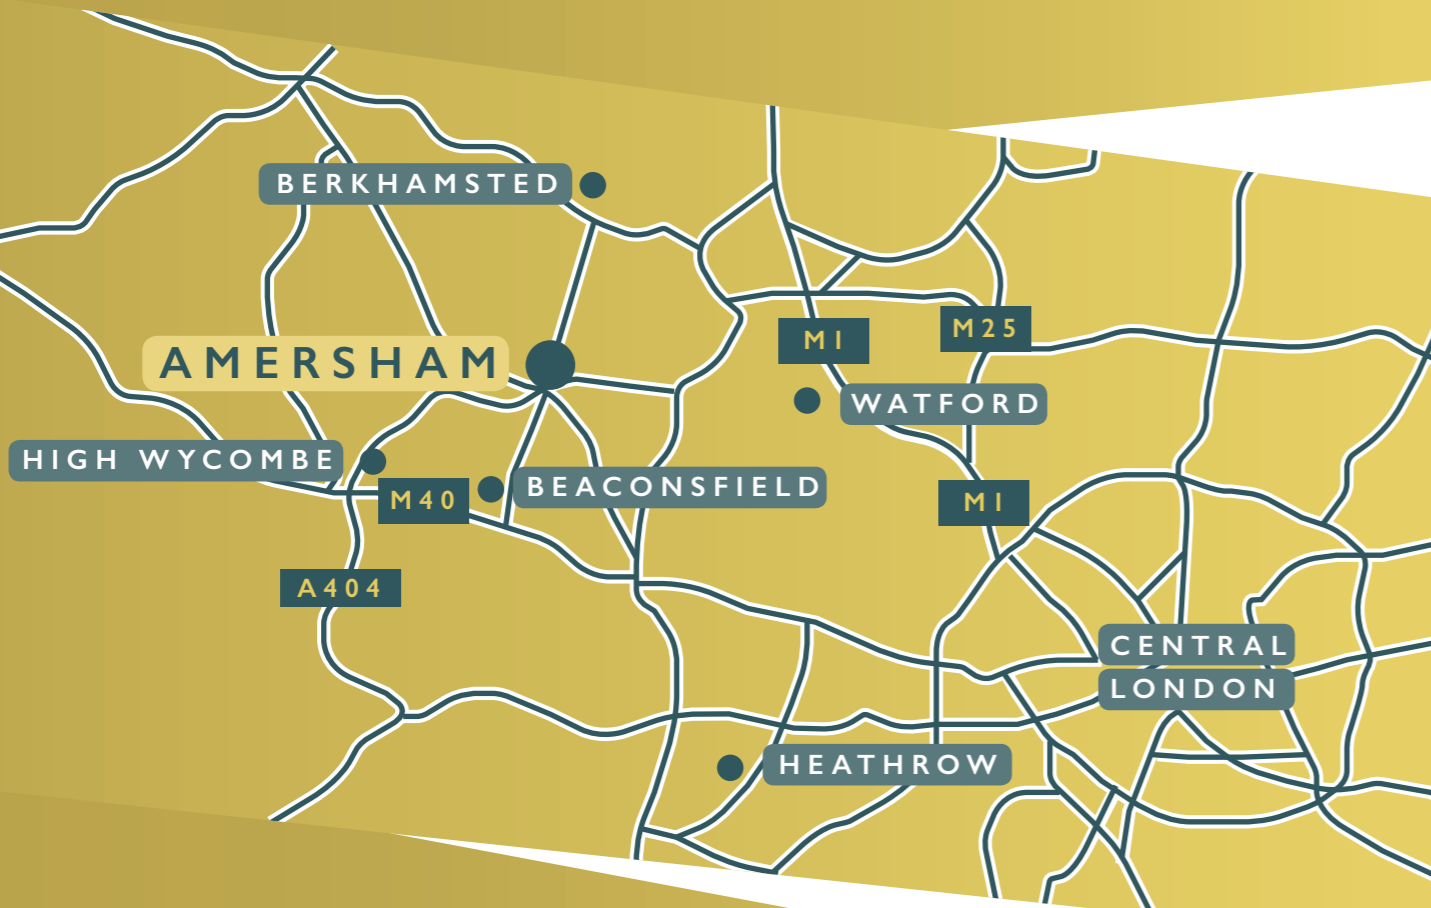 BERKHAMSTED
M25
M1
AMERSHAM
WATFORD
HIGH WYCOMBE
BEACONSFIELD
M40
M1
A404
CENTRAL
LONDON
HEATHROW